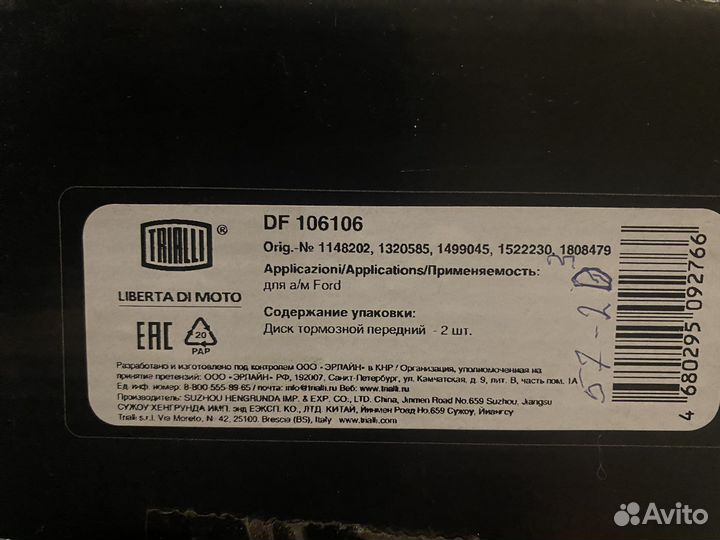 TRIALLI ®
LIBERTA DI MOTO
EAC
20
PAP
DF 106106
Orig.-№ 1148202, 1320585, 1499045, 1522230, 1808479
Applicazioni/Applications/Применяемость:
для а/м Ford
Содержание упаковки:
Диск тормозной передний - 2 шт.
Разработано и изготовлено под контролем ООО «ЭРЛАЙН» в КНР / Организация, уполномоченная на
принятие претензий: ООО «ЭРЛАЙН» РФ, 192007, Санкт-Петербург, ул. Камчатская, д. 9, лит. В, часть пом. 1А
Ед. инф. номер: 8-800-555-89-65 / почта: info@trialli.ru Веб: www.trialli.ru
Производитель: SUZHOU HENGRUNDA IMP. & EXP. CO., LTD. China, Jinmen Road No.659 Suzhou, Jiangsu
СУЖОУ ХЕНГРУНДА ИМП. энд ЕЭКСП. КО., ЛТД. КИТАЙ, Йинмен Роад Но.659 Сужоу, Йиангсу
Trialli s.r.l. Via Moreto, N- 42, 25100. Brescia (BS), Italy www.trialli.com
4 680295 092766
Avito